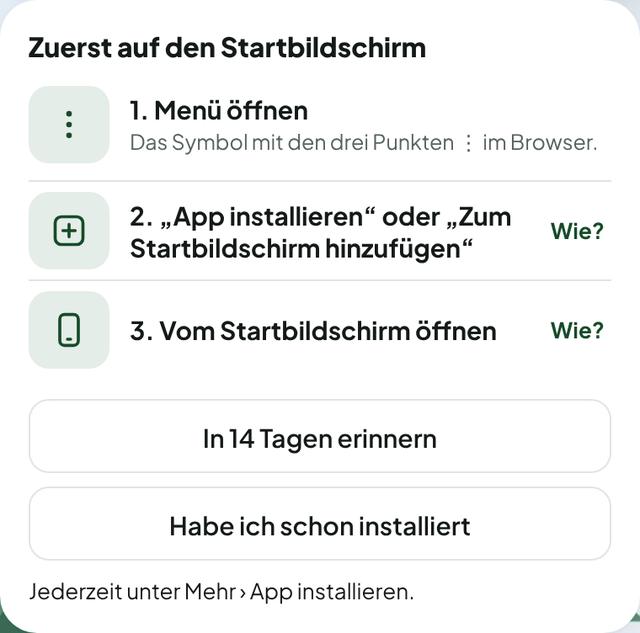 Zuerst auf den Startbildschirm
1. Menü öffnen
Das Symbol mit den drei Punkten ⋮ im Browser.
2. „App installieren“ oder „Zum
Startbildschirm hinzufügen“
Wie?
3. Vom Startbildschirm öffnen
Wie?
In 14 Tagen erinnern
Habe ich schon installiert
Jederzeit unter Mehr › App installieren.